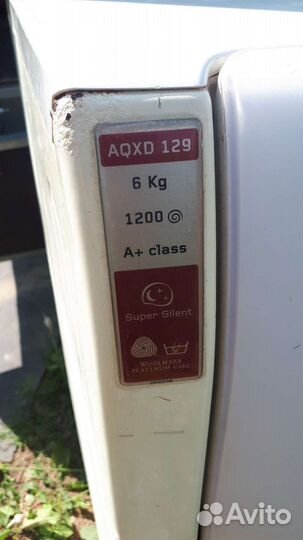 AQXD 129
6 Kg
1200
A+ class
Super Silent
WOOLMARK
PLATINUM CARE
Avito